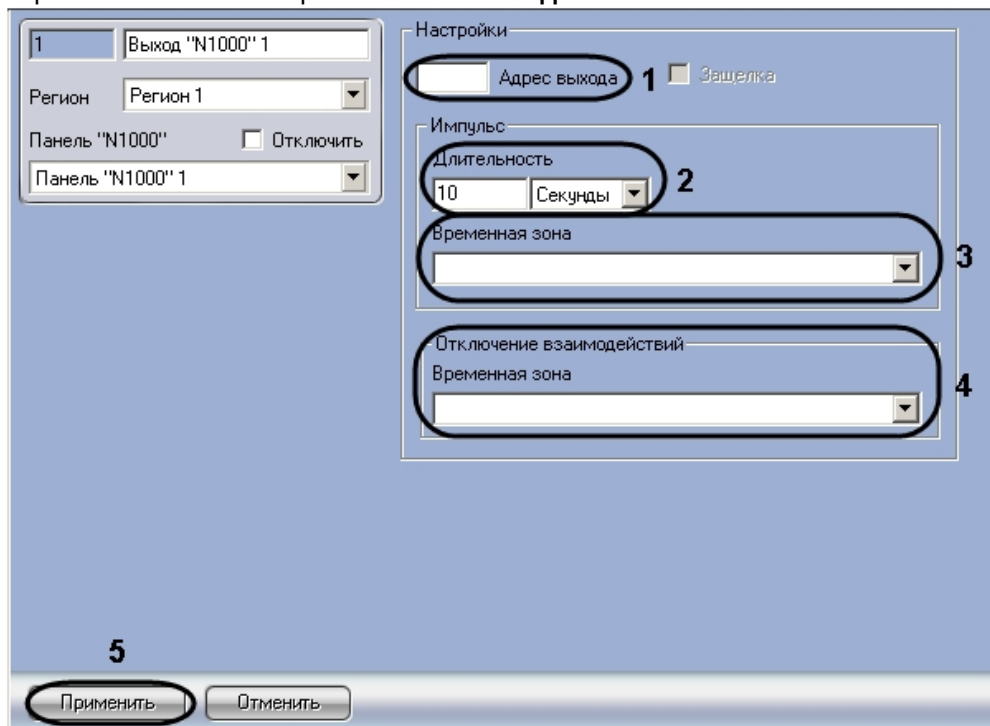 1 Выход "N1000" 1
Регион Регион 1
Панель "N1000" Отключить
Панель "N1000" 1
Настройки
Адрес выхода 1 Защелка
Импульс
Длительность
10 Секунды 2
Временная зона
3
Отключение взаимодействий
Временная зона
4
5
Применить Отменить